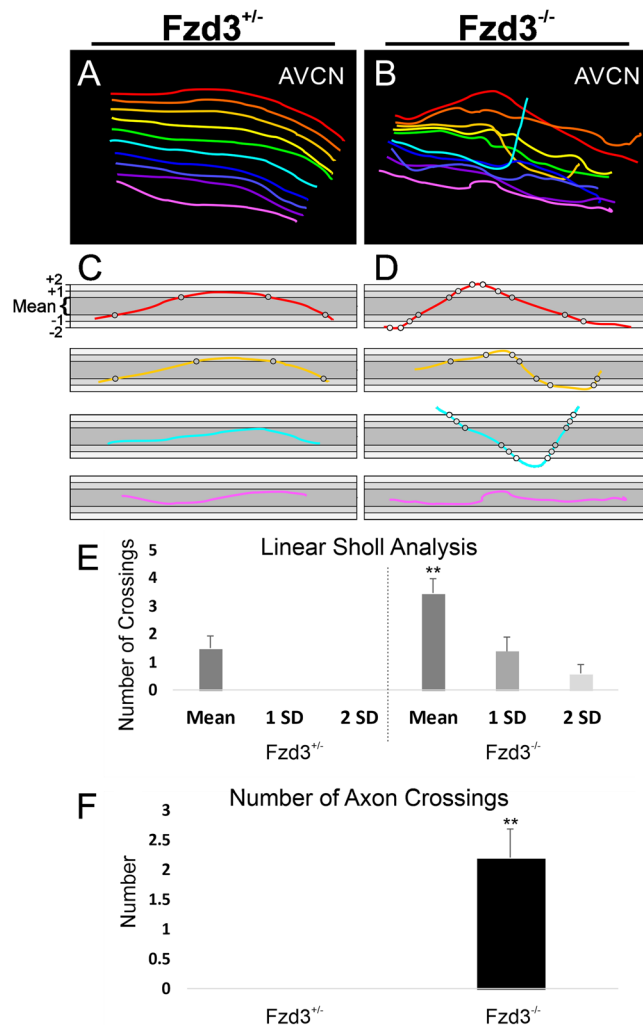 Fzd3+/- Fzd3-/-
A AVCN B AVCN
C D
+2
+1
Mean {
-1
-2
E Linear Sholl Analysis
Number of Crossings
5
4
3
2
1
0
**
Mean 1 SD 2 SD Mean 1 SD 2 SD
Fzd3+/- Fzd3-/-
F Number of Axon Crossings
Number
3
2.5
2
1.5
1
0.5
0
**
Fzd3+/- Fzd3-/-